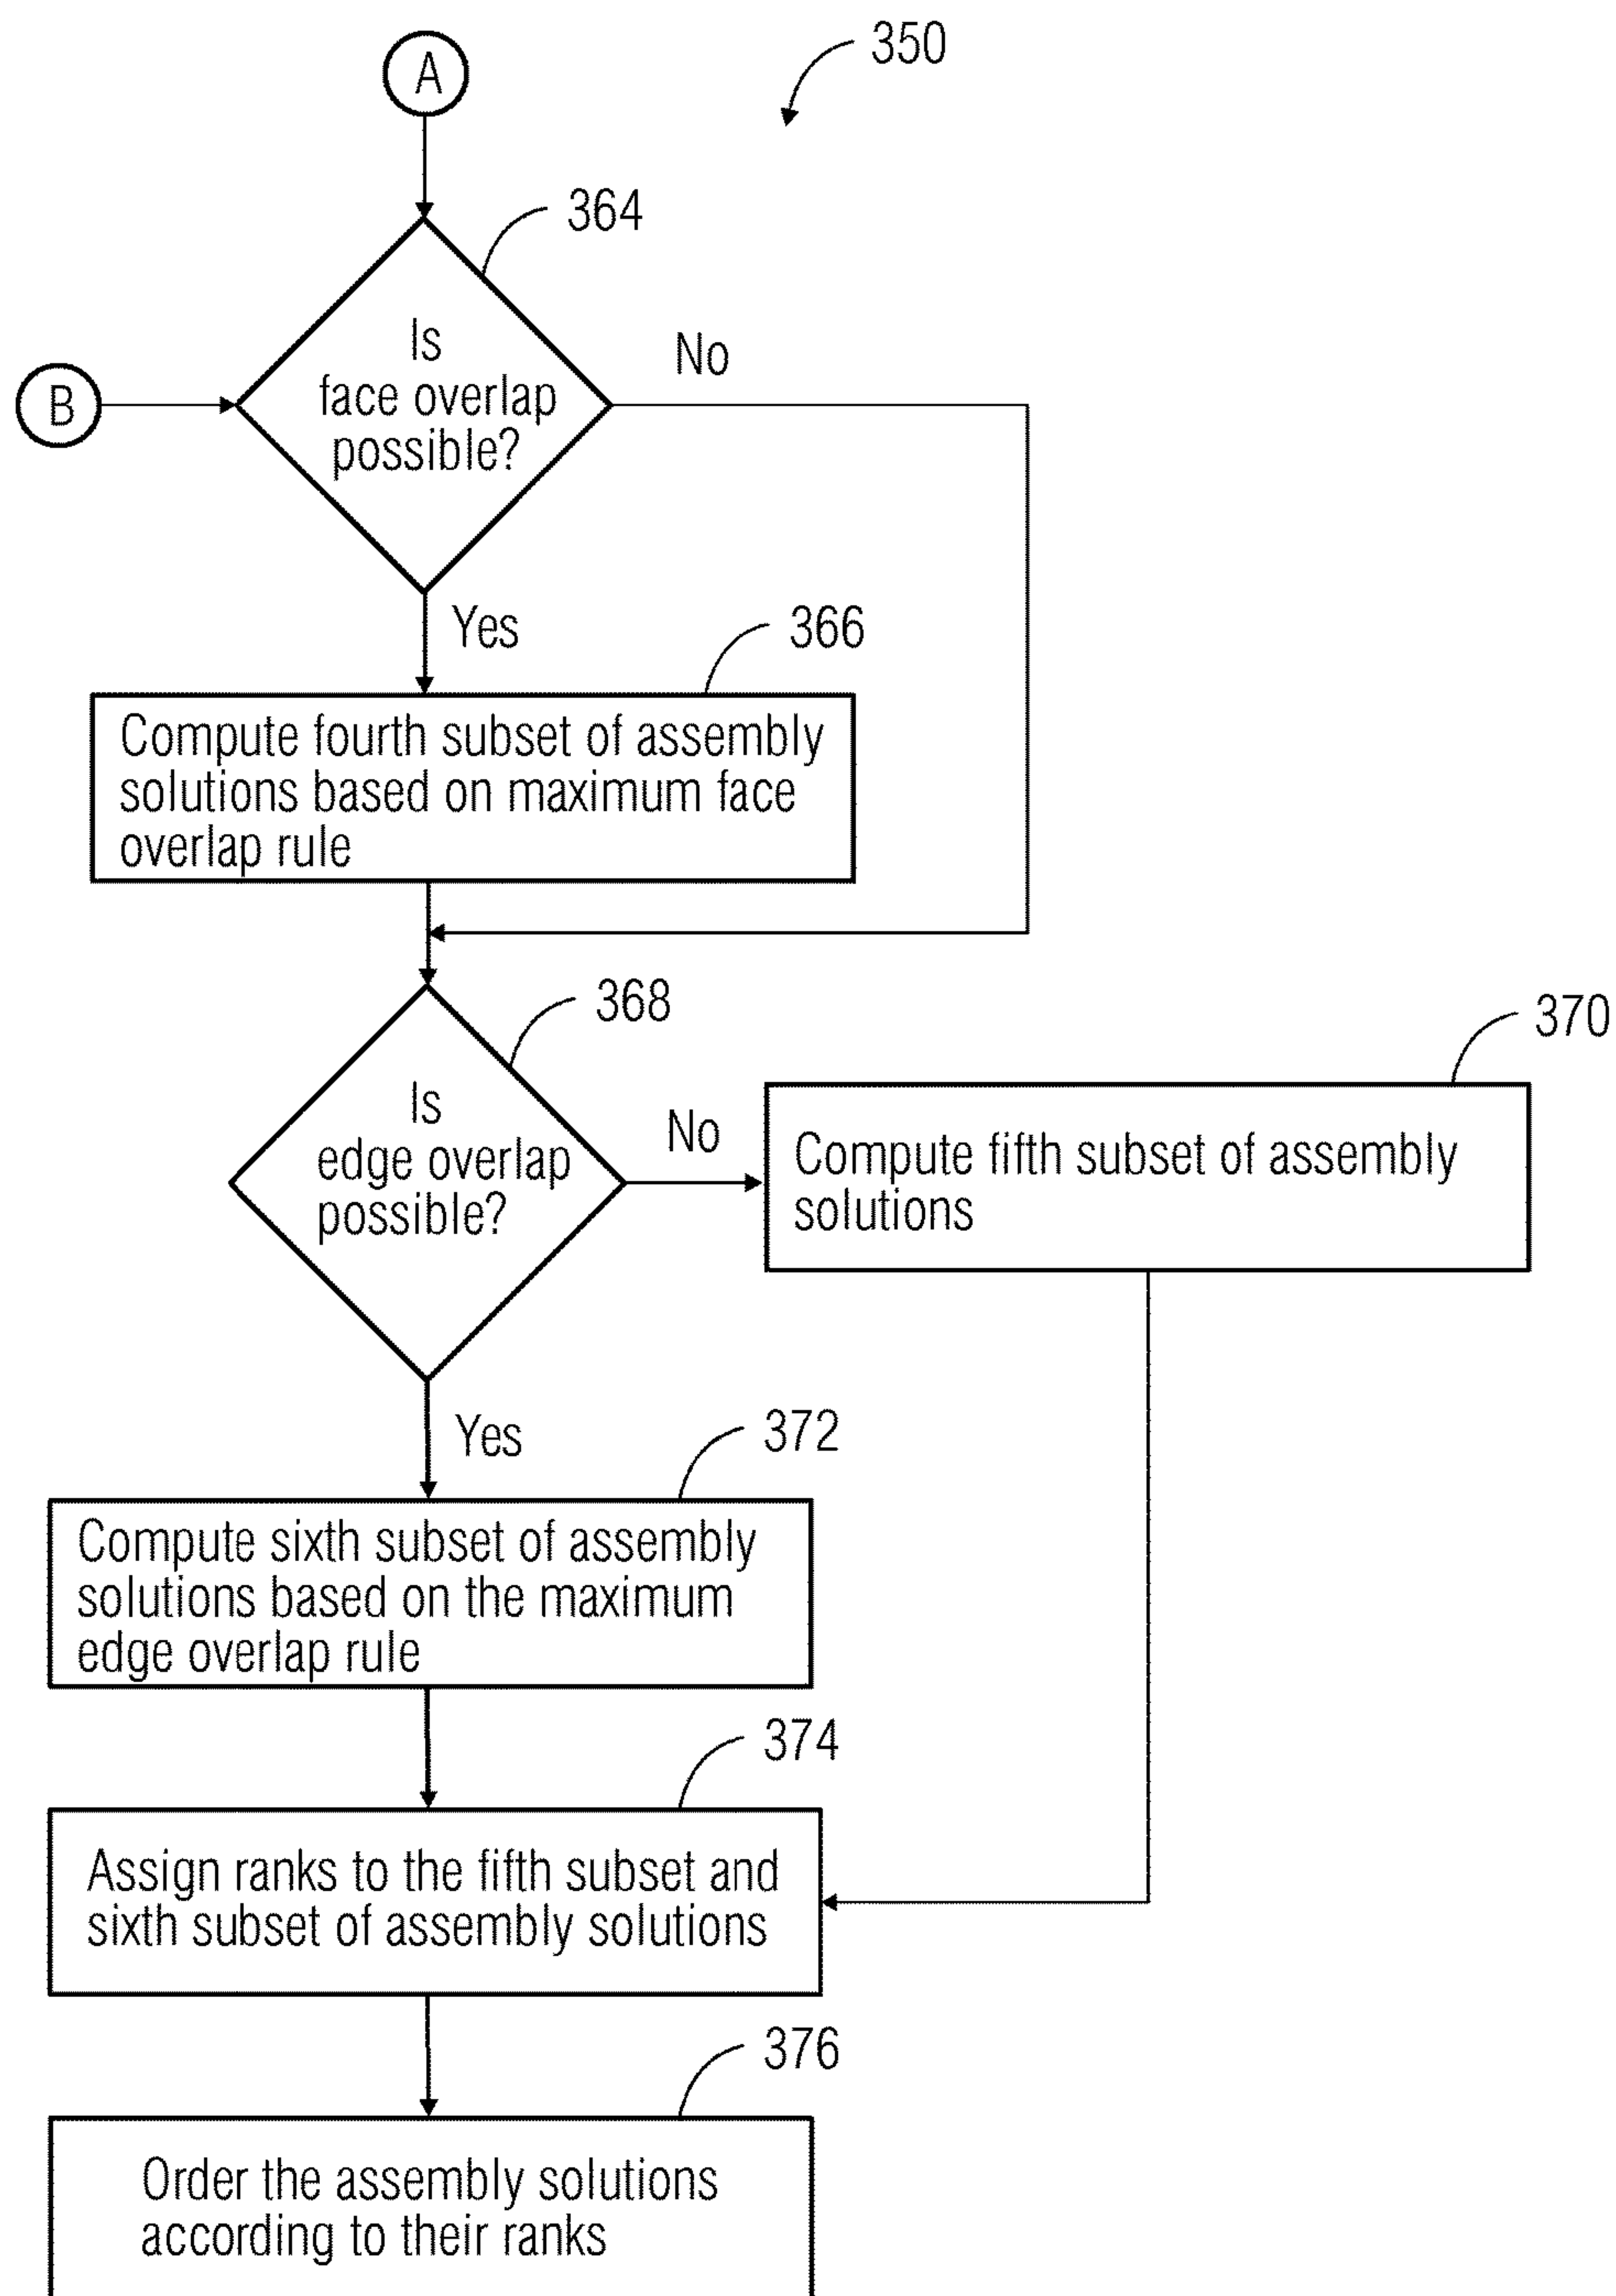 A
350
364
Is
face overlap
possible?
No
B
Yes
366
Compute fourth subset of assembly
solutions based on maximum face
overlap rule
368
370
Is
edge overlap
possible?
No
Compute fifth subset of assembly
solutions
Yes
372
Compute sixth subset of assembly
solutions based on the maximum
edge overlap rule
374
Assign ranks to the fifth subset and
sixth subset of assembly solutions
376
Order the assembly solutions
according to their ranks